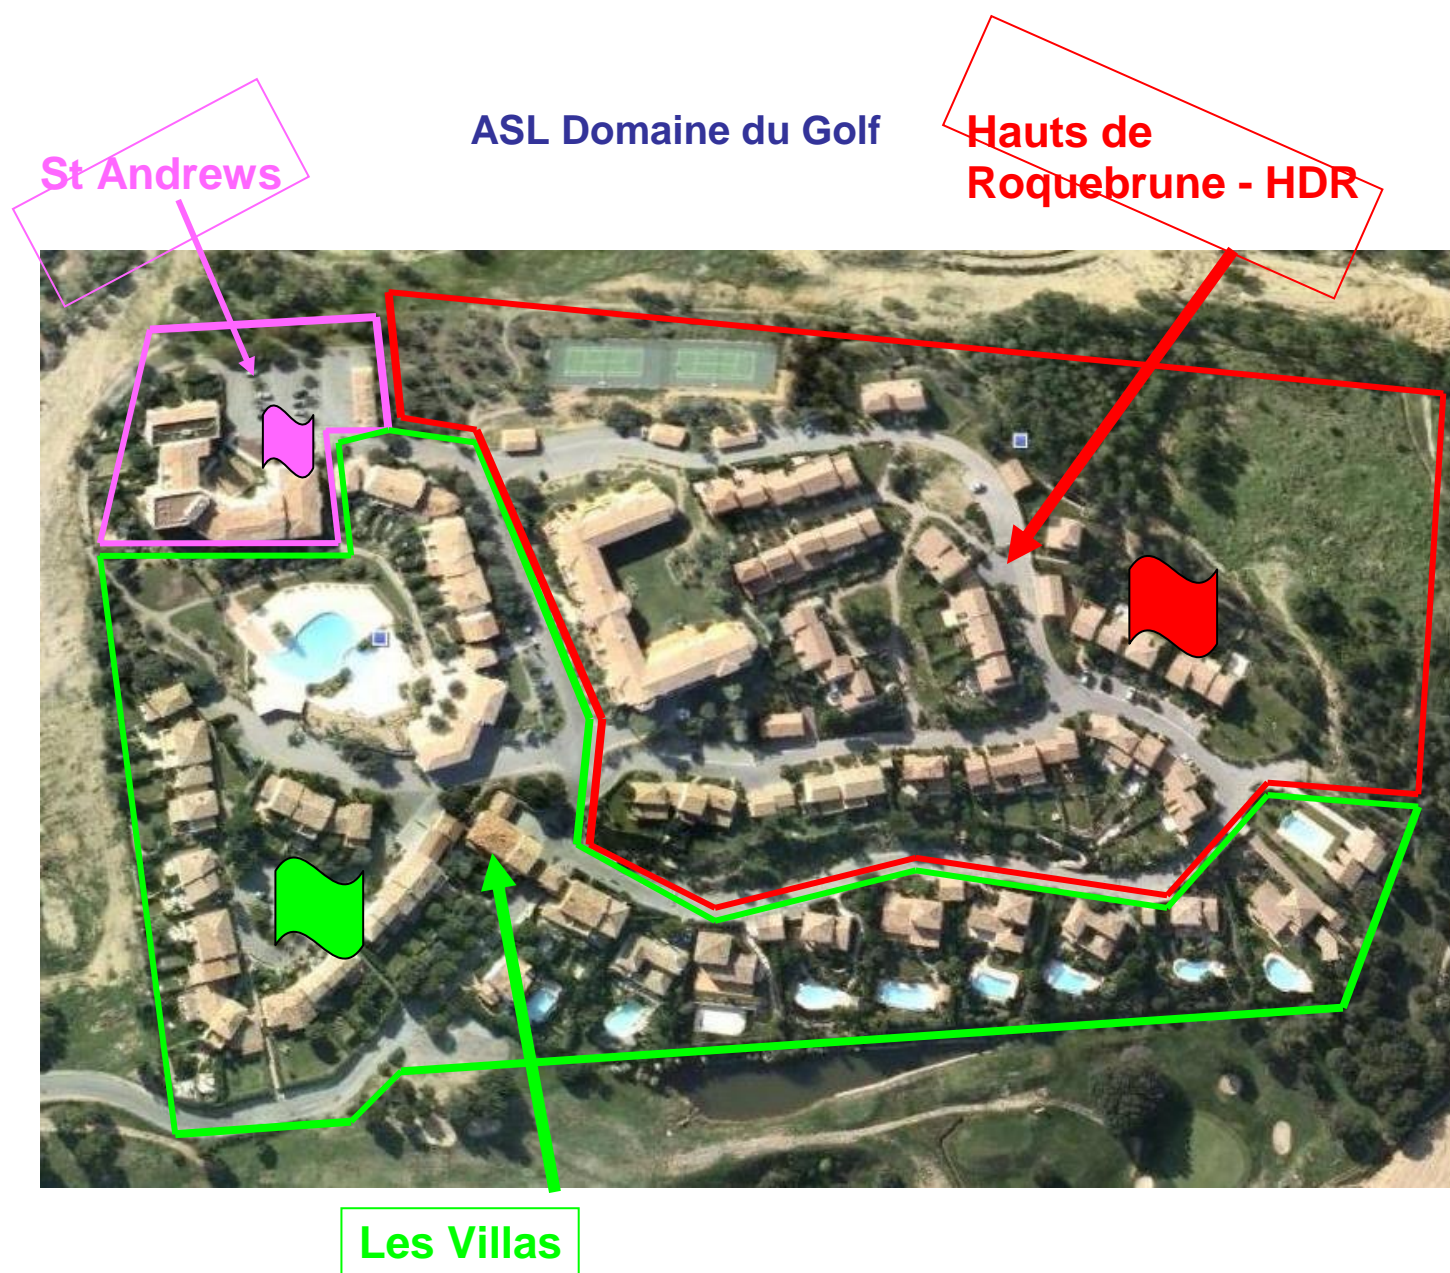 ASL Domaine du Golf
St Andrews
Hauts de
Roquebrune - HDR
Les Villas